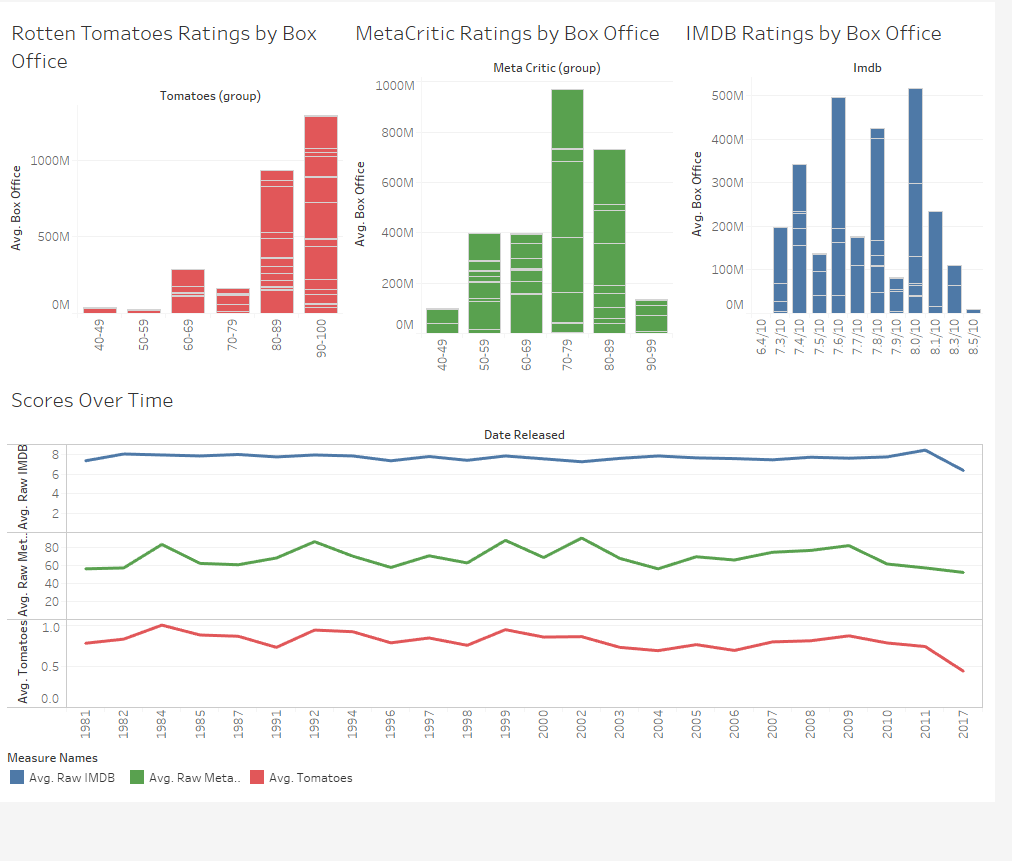 Rotten Tomatoes Ratings by Box
Office
Tomatoes (group)
Avg. Box Office
1000M
500M
0M
40-49
50-59
60-69
70-79
80-89
90-100
MetaCritic Ratings by Box Office
Meta Critic (group)
Avg. Box Office
1000M
800M
600M
400M
200M
0M
40-49
50-59
60-69
70-79
80-89
90-99
IMDB Ratings by Box Office
Imdb
Avg. Box Office
500M
400M
300M
200M
100M
0M
6.4/10
7.3/10
7.4/10
7.5/10
7.6/10
7.7/10
7.8/10
7.9/10
8.0/10
8.1/10
8.3/10
8.5/10
Scores Over Time
Date Released
Avg. Raw IMDB
8
6
4
2
Avg. Raw Met..
80
60
40
20
Avg. Tomatoes
1.0
0.5
0.0
1981
1982
1984
1985
1987
1991
1992
1994
1996
1997
1998
1999
2000
2002
2003
2004
2005
2006
2007
2008
2009
2010
2011
2017
Measure Names
Avg. Raw IMDB
Avg. Raw Meta..
Avg. Tomatoes